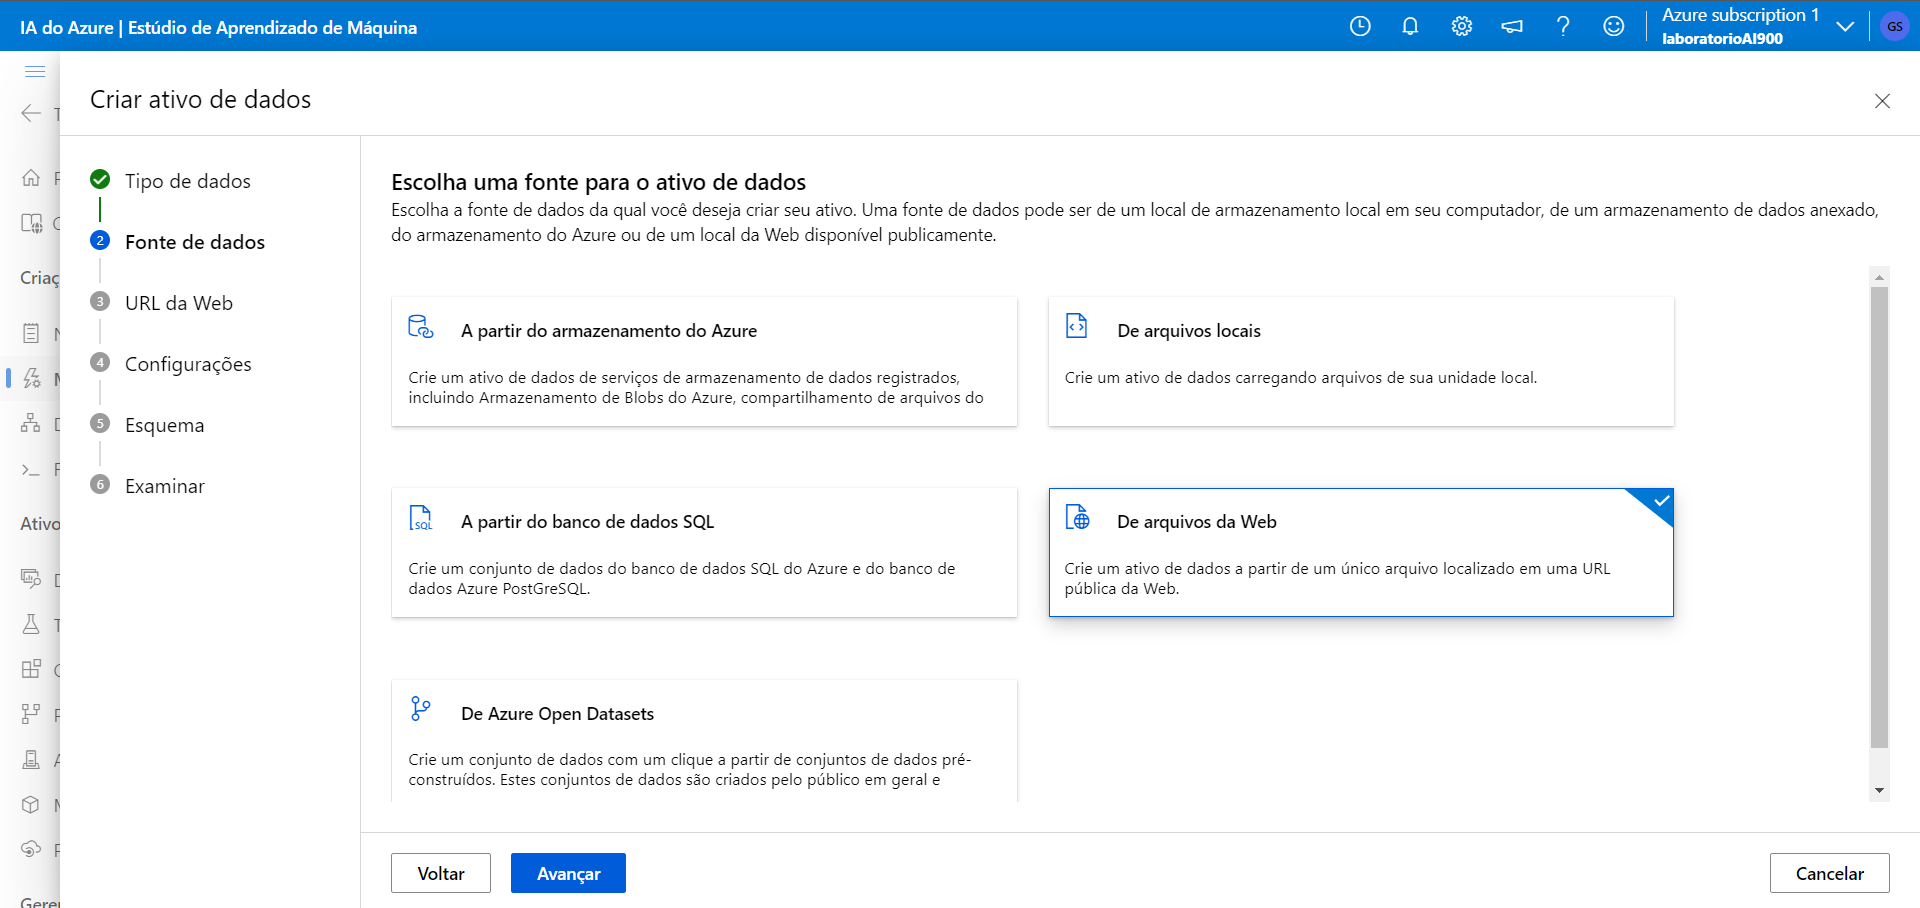 IA do Azure | Estúdio de Aprendizado de Máquina
Azure subscription 1
laboratorioAI900
GS
Criar ativo de dados
Tipo de dados
2 Fonte de dados
3 URL da Web
4 Configurações
5 Esquema
6 Examinar
Criaç
Ativo
Gerer
Escolha uma fonte para o ativo de dados
Escolha a fonte de dados da qual você deseja criar seu ativo. Uma fonte de dados pode ser de um local de armazenamento local em seu computador, de um armazenamento de dados anexado,
do armazenamento do Azure ou de um local da Web disponível publicamente.
A partir do armazenamento do Azure
Crie um ativo de dados de serviços de armazenamento de dados registrados,
incluindo Armazenamento de Blobs do Azure, compartilhamento de arquivos do
De arquivos locais
Crie um ativo de dados carregando arquivos de sua unidade local.
SQL
A partir do banco de dados SQL
Crie um conjunto de dados do banco de dados SQL do Azure e do banco de
dados Azure PostGreSQL.
De arquivos da Web
Crie um ativo de dados a partir de um único arquivo localizado em uma URL
pública da Web.
De Azure Open Datasets
Crie um conjunto de dados com um clique a partir de conjuntos de dados pré-
construídos. Estes conjuntos de dados são criados pelo público em geral e
Voltar
Avançar
Cancelar